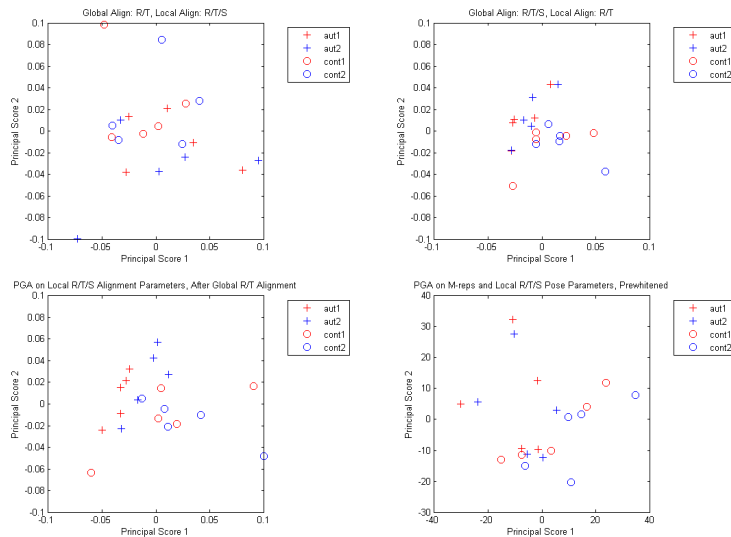 Global Align: R/T, Local Align: R/T/S
0.1
0.08
0.06
0.04
0.02
0
-0.02
-0.04
-0.06
-0.08
-0.1
-0.1
-0.05
0
0.05
0.1
Principal Score 2
Principal Score 1
aut1
aut2
cont1
cont2
Global Align: R/T/S, Local Align: R/T
0.1
0.08
0.06
0.04
0.02
0
-0.02
-0.04
-0.06
-0.08
-0.1
-0.1
-0.05
0
0.05
0.1
Principal Score 2
Principal Score 1
aut1
aut2
cont1
cont2
PGA on Local R/T/S Alignment Parameters, After Global R/T Alignment
0.1
0.08
0.06
0.04
0.02
0
-0.02
-0.04
-0.06
-0.08
-0.1
-0.1
-0.05
0
0.05
0.1
Principal Score 2
Principal Score 1
aut1
aut2
cont1
cont2
PGA on M-reps and Local R/T/S Pose Parameters, Prewhitened
40
30
20
10
0
-10
-20
-30
-40
-20
0
20
40
Principal Score 2
Principal Score 1
aut1
aut2
cont1
cont2